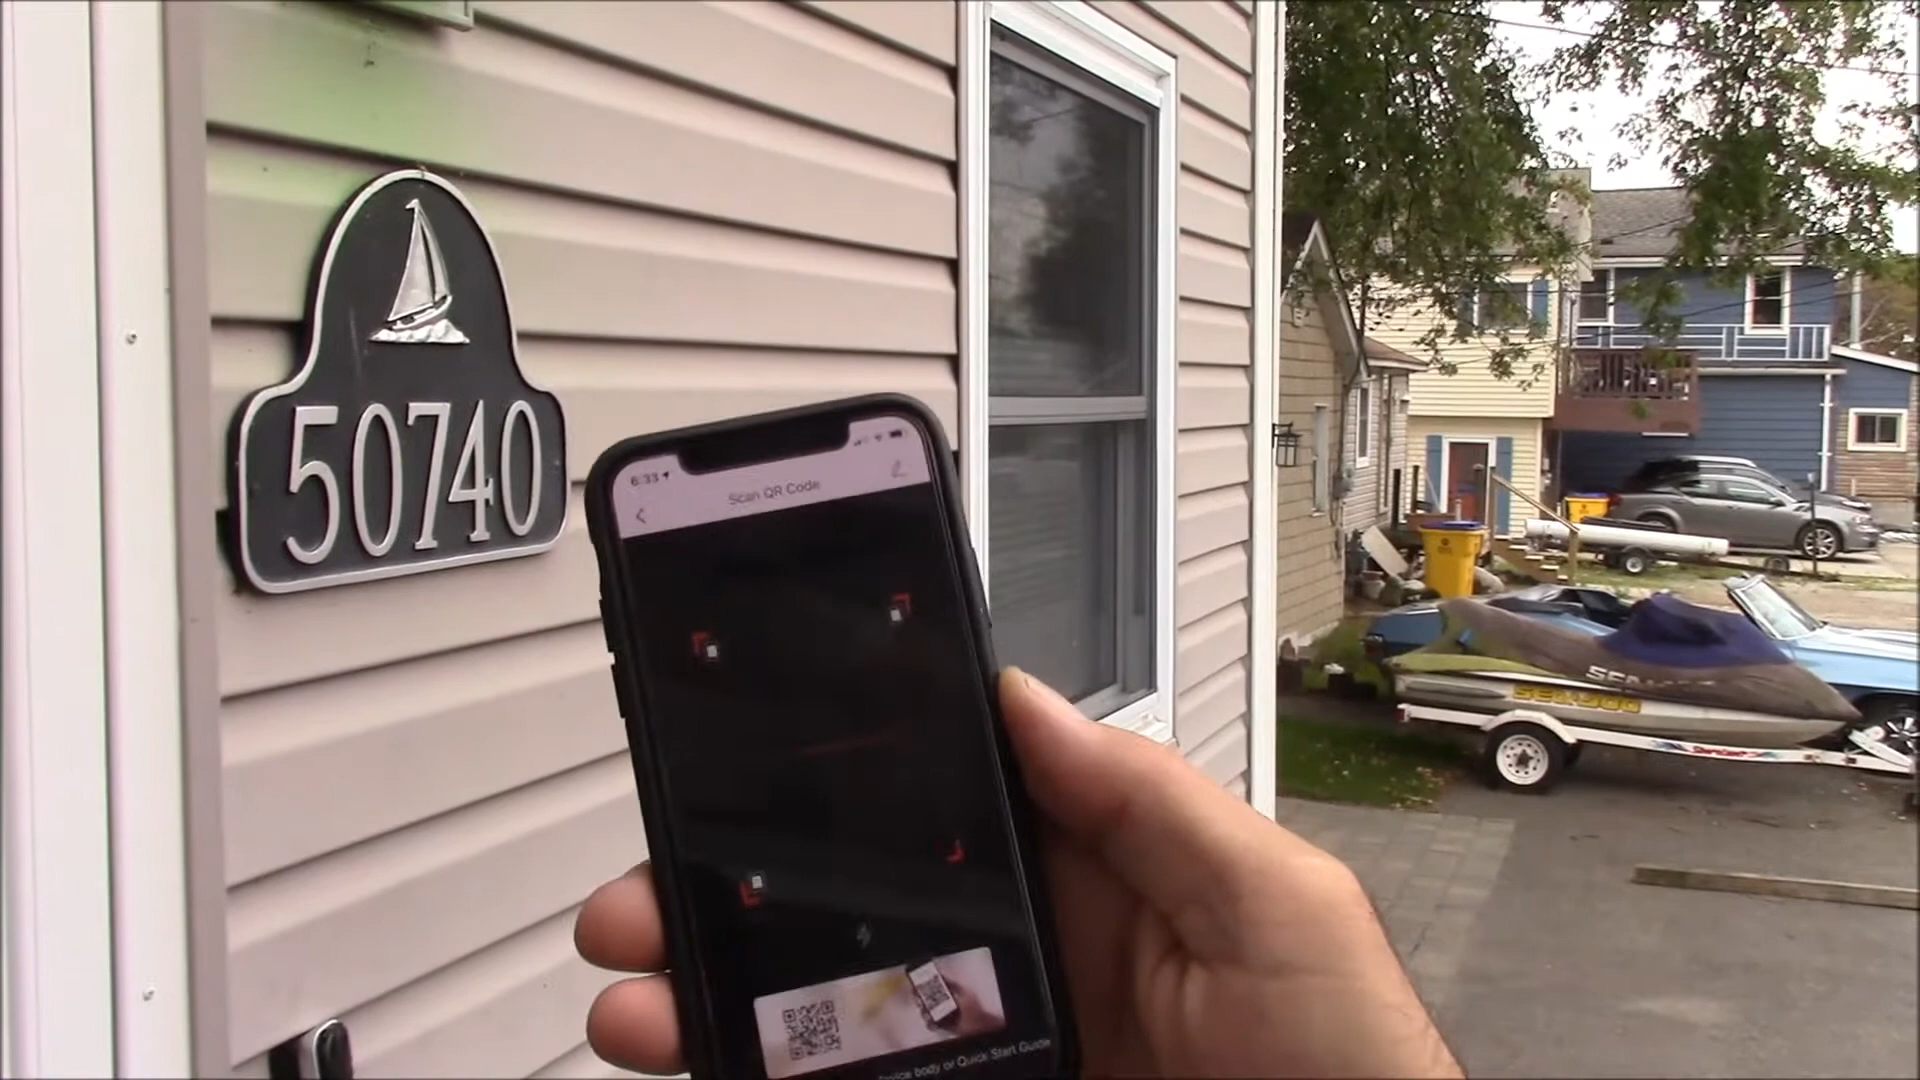 50740
6:33
Scan QR Code
device body or Quick Start Guide
SEADOO
SEADOO